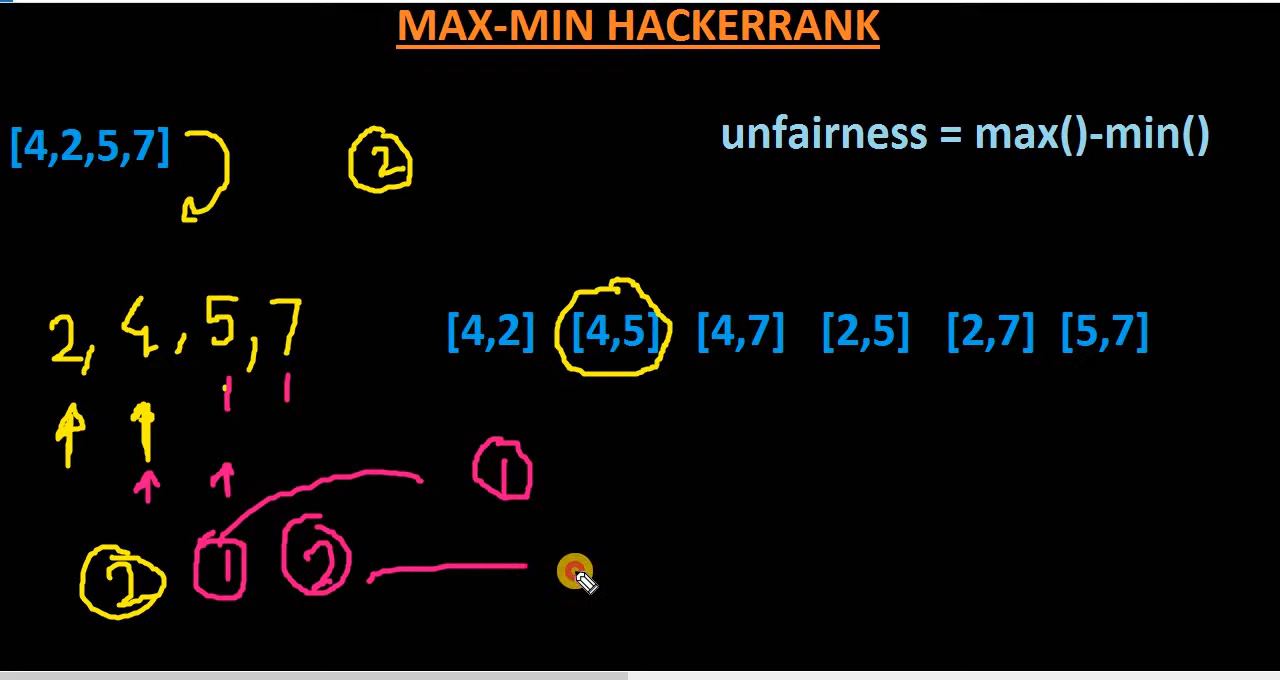 MAX-MIN HACKERRANK
[4,2,5,7] 2 unfairness = max()-min()
2, 4, 5, 7 [4,2] [4,5] [4,7] [2,5] [2,7] [5,7]
1
2 1 2